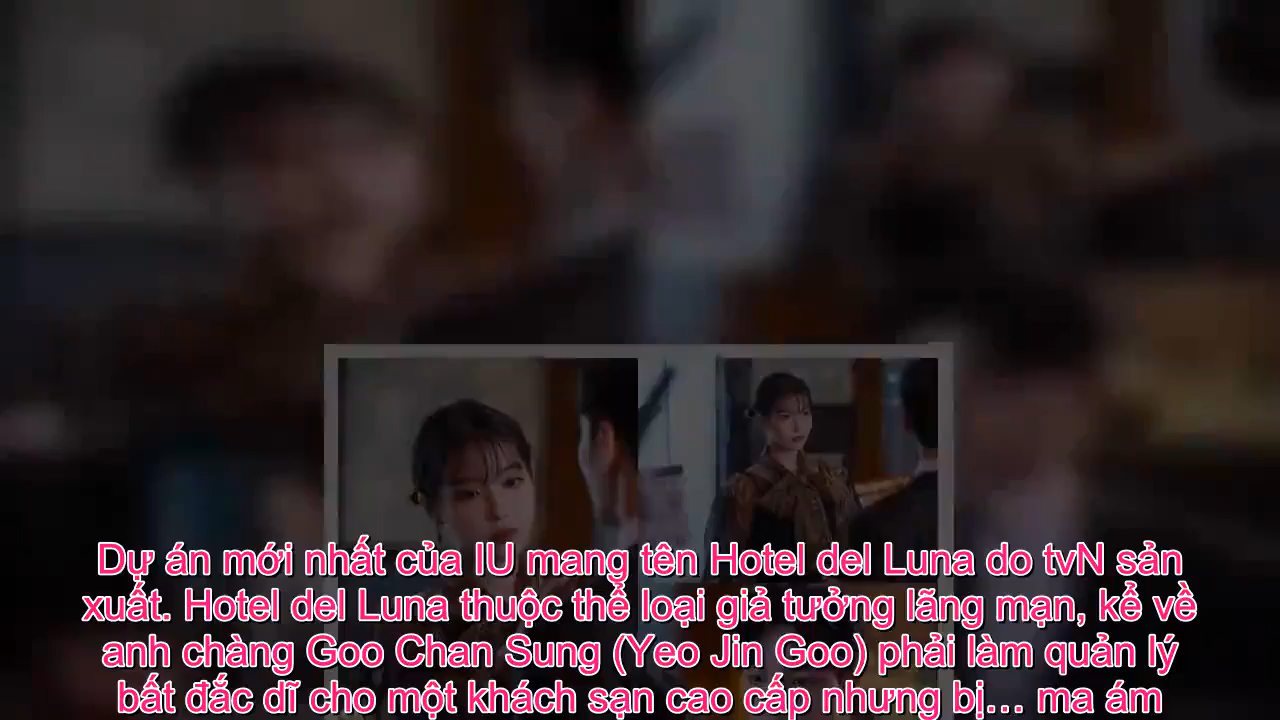 Dự án mới nhất của IU mang tên Hotel del Luna do tvN sản
xuất. Hotel del Luna thuộc thể loại giả tưởng lãng mạn, kể về
anh chàng Goo Chan Sung (Yeo Jin Goo) phải làm quản lý
bất đắc dĩ cho một khách sạn cao cấp nhưng bị... ma ám